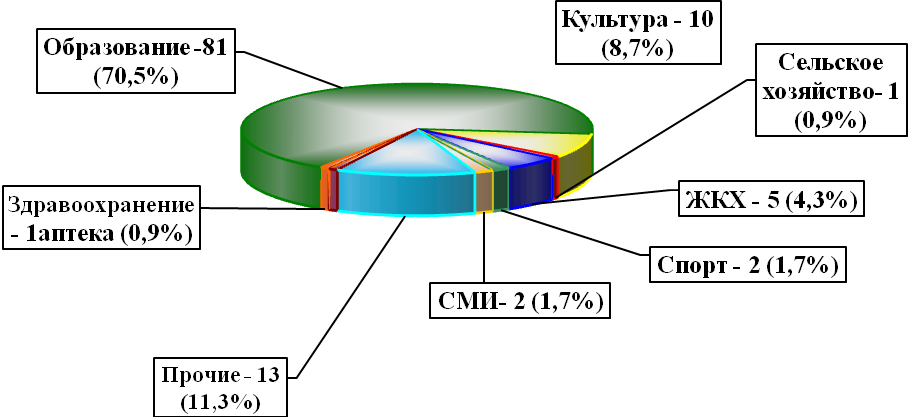 Образование -81
(70,5%)
Культура - 10
(8,7%)
Сельское
хозяйство- 1
(0,9%)
Здравоохранение
- 1аптека (0,9%)
ЖКХ - 5 (4,3%)
Спорт - 2 (1,7%)
СМИ- 2 (1,7%)
Прочие - 13
(11,3%)